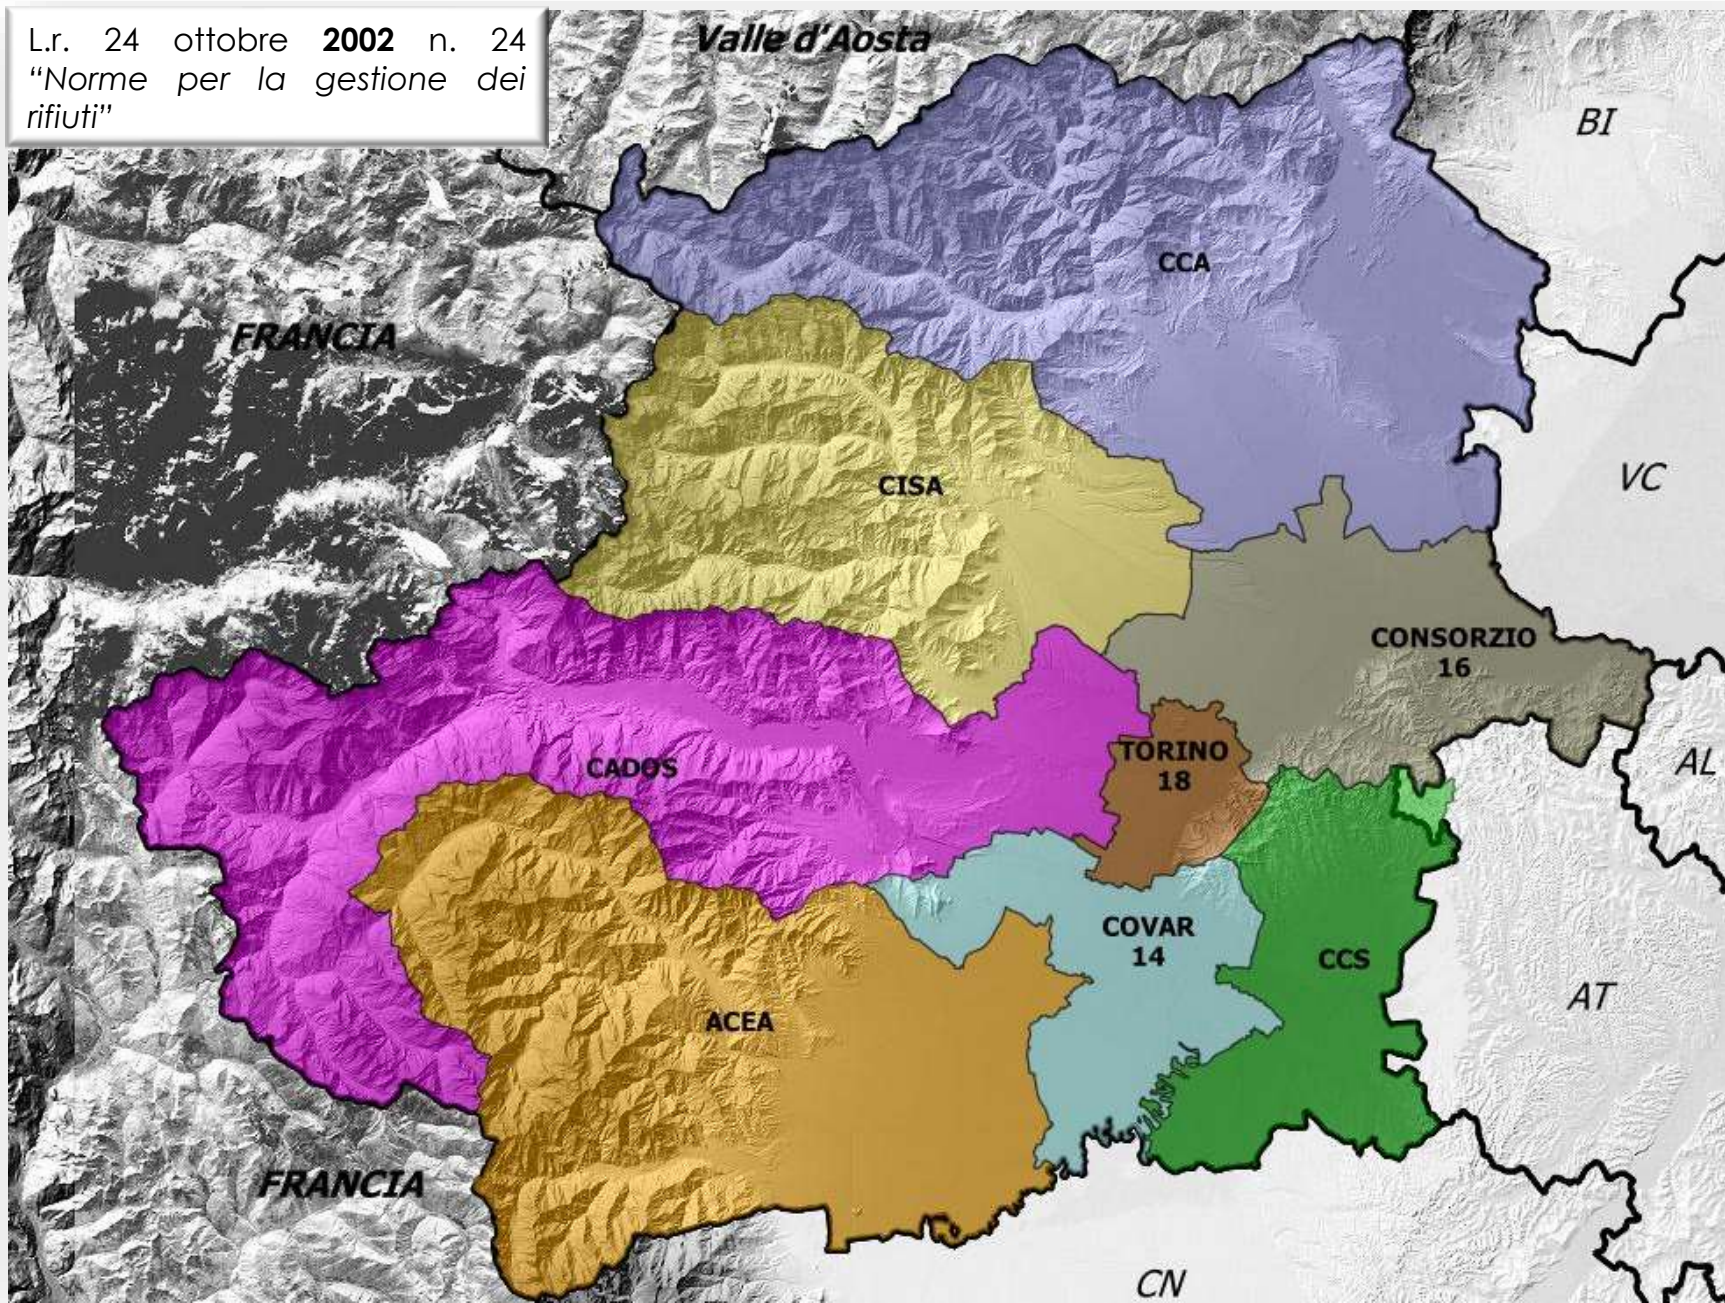 L.r. 24 ottobre 2002 n. 24
“Norme per la gestione dei
rifiuti”
Valle d'Aosta
BI
CCA
FRANCIA
CISA
VC
CONSORZIO
16
TORINO
18
CADOS
AL
COVAR
14
CCS
AT
ACEA
FRANCIA
CN